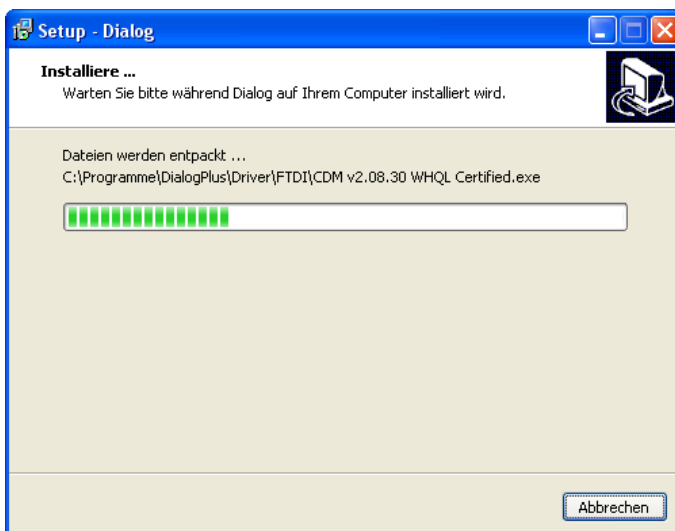 Setup - Dialog
Installiere ...
Warten Sie bitte während Dialog auf Ihrem Computer installiert wird.
Dateien werden entpackt ...
C:\Programme\DialogPlus\Driver\FTDI\CDM v2.08.30 WHQL Certified.exe
Abbrechen